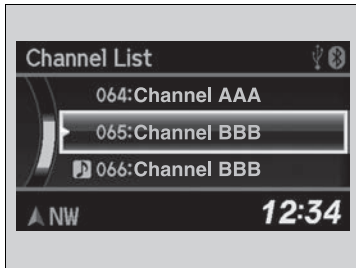 Channel List
064:Channel AAA
065:Channel BBB
066:Channel BBB
NW
12:34